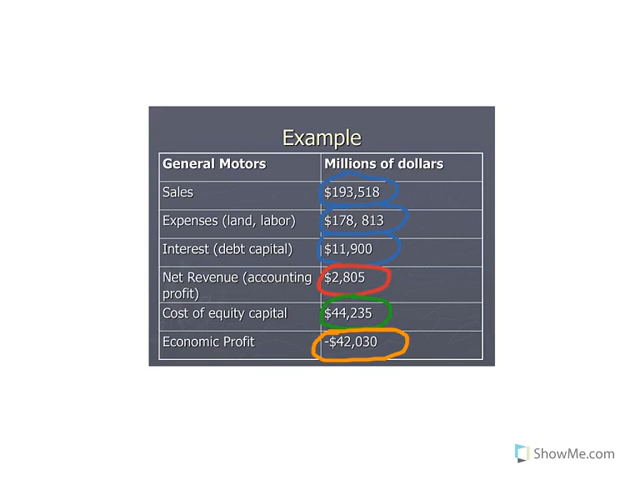 Example
General Motors Millions of dollars
Sales $193,518
Expenses (land, labor) $178, 813
Interest (debt capital) $11,900
Net Revenue (accounting $2,805
profit)
Cost of equity capital $44,235
Economic Profit -$42,030
ShowMe.com